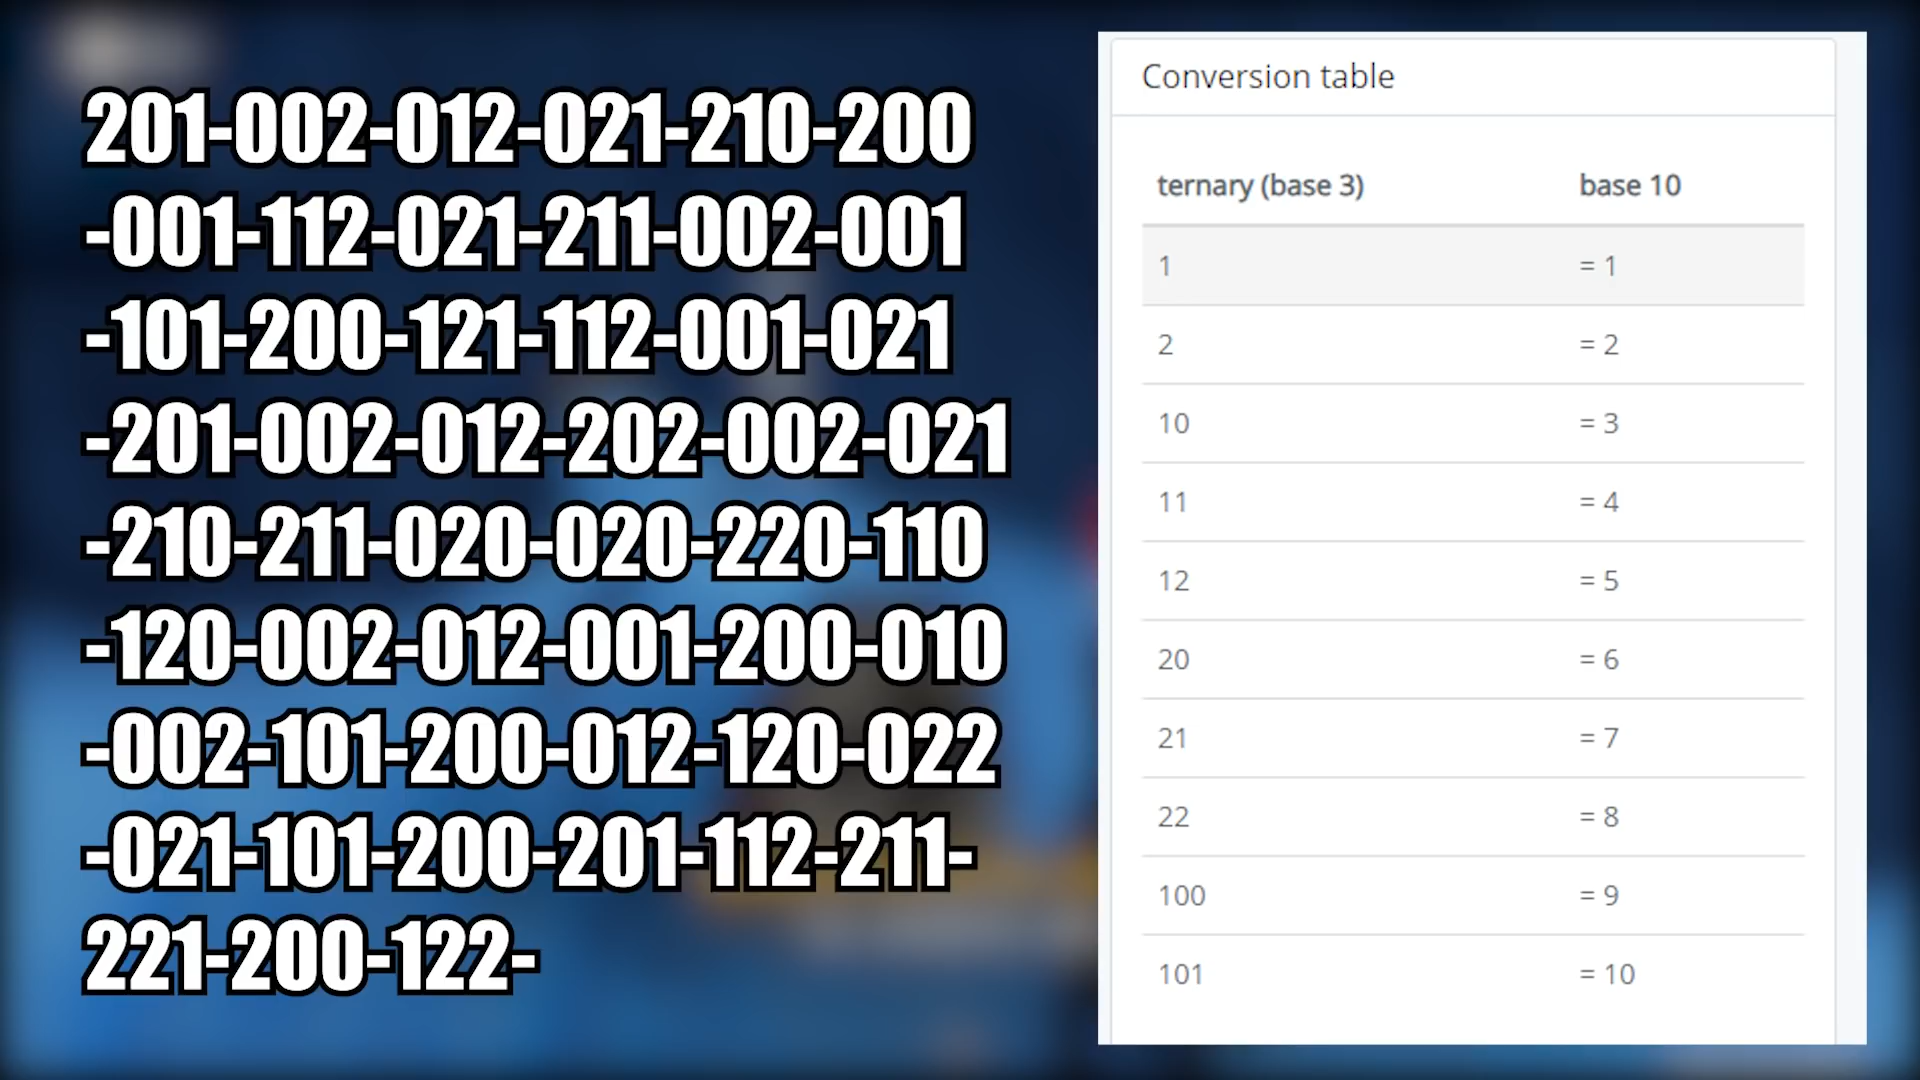 201-002-012-021-210-200
-001-112-021-211-002-001
-101-200-121-112-001-021
-201-002-012-202-002-021
-210-211-020-020-220-110
-120-002-012-001-200-010
-002-101-200-012-120-022
-021-101-200-201-112-211-
221-200-122-
Conversion table
ternary (base 3) base 10
1 = 1
2 = 2
10 = 3
11 = 4
12 = 5
20 = 6
21 = 7
22 = 8
100 = 9
101 = 10